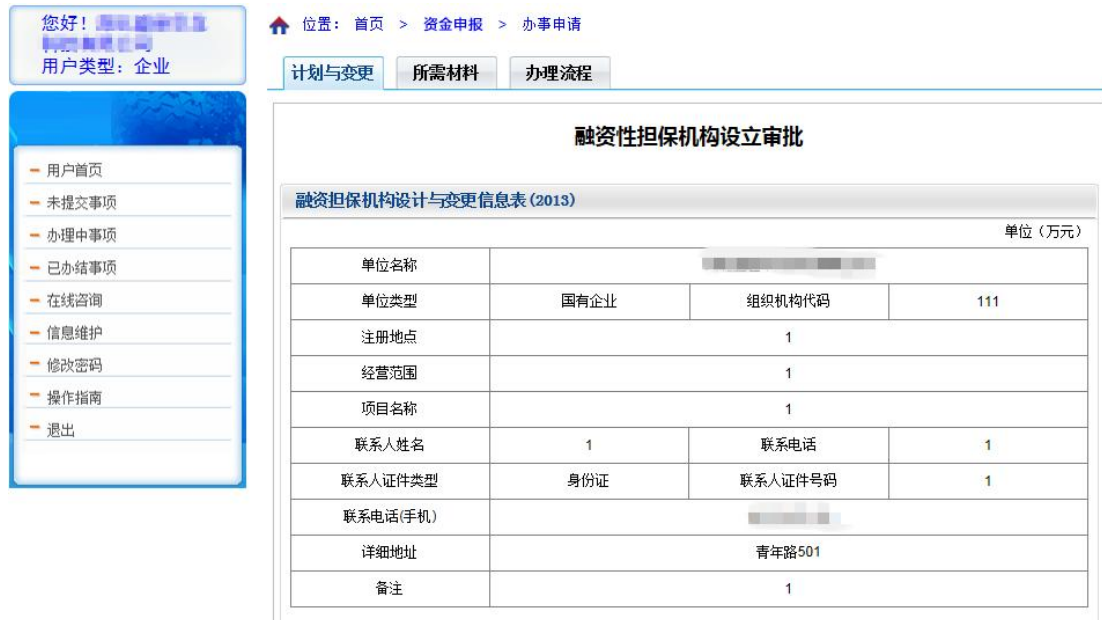 您好！
用户类型：企业
用户首页
未提交事项
办理中事项
已办结事项
在线咨询
信息维护
修改密码
操作指南
退出
位置： 首页 > 资金申报 > 办事申请
计划与变更 所需材料 办理流程
融资性担保机构设立审批
融资担保机构设计与变更信息表(2013)
单位（万元）
单位名称
单位类型 国有企业 组织机构代码 111
注册地点 1
经营范围 1
项目名称 1
联系人姓名 1 联系电话 1
联系人证件类型 身份证 联系人证件号码 1
联系电话(手机)
详细地址 青年路501
备注 1